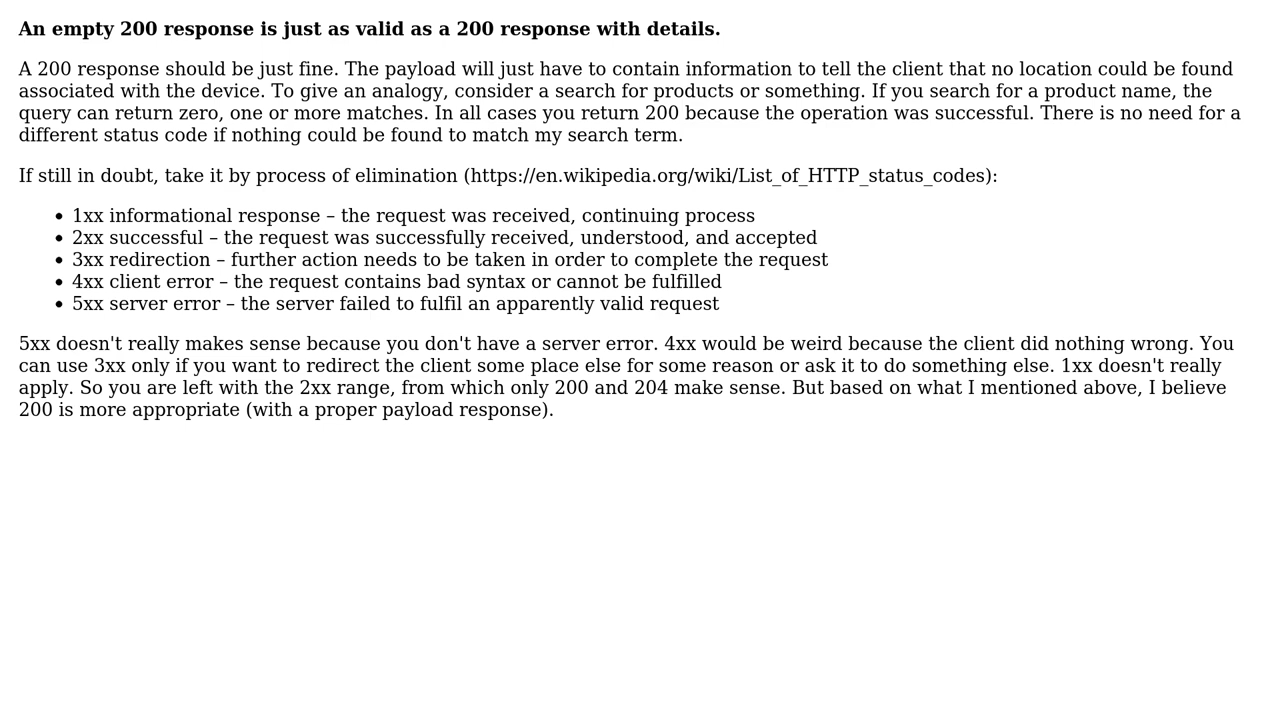 An empty 200 response is just as valid as a 200 response with details.
A 200 response should be just fine. The payload will just have to contain information to tell the client that no location could be found
associated with the device. To give an analogy, consider a search for products or something. If you search for a product name, the
query can return zero, one or more matches. In all cases you return 200 because the operation was successful. There is no need for a
different status code if nothing could be found to match my search term.
If still in doubt, take it by process of elimination (https://en.wikipedia.org/wiki/List_of_HTTP_status_codes):
• 1xx informational response – the request was received, continuing process
• 2xx successful – the request was successfully received, understood, and accepted
• 3xx redirection – further action needs to be taken in order to complete the request
• 4xx client error – the request contains bad syntax or cannot be fulfilled
• 5xx server error – the server failed to fulfil an apparently valid request
5xx doesn't really makes sense because you don't have a server error. 4xx would be weird because the client did nothing wrong. You
can use 3xx only if you want to redirect the client some place else for some reason or ask it to do something else. 1xx doesn't really
apply. So you are left with the 2xx range, from which only 200 and 204 make sense. But based on what I mentioned above, I believe
200 is more appropriate (with a proper payload response).